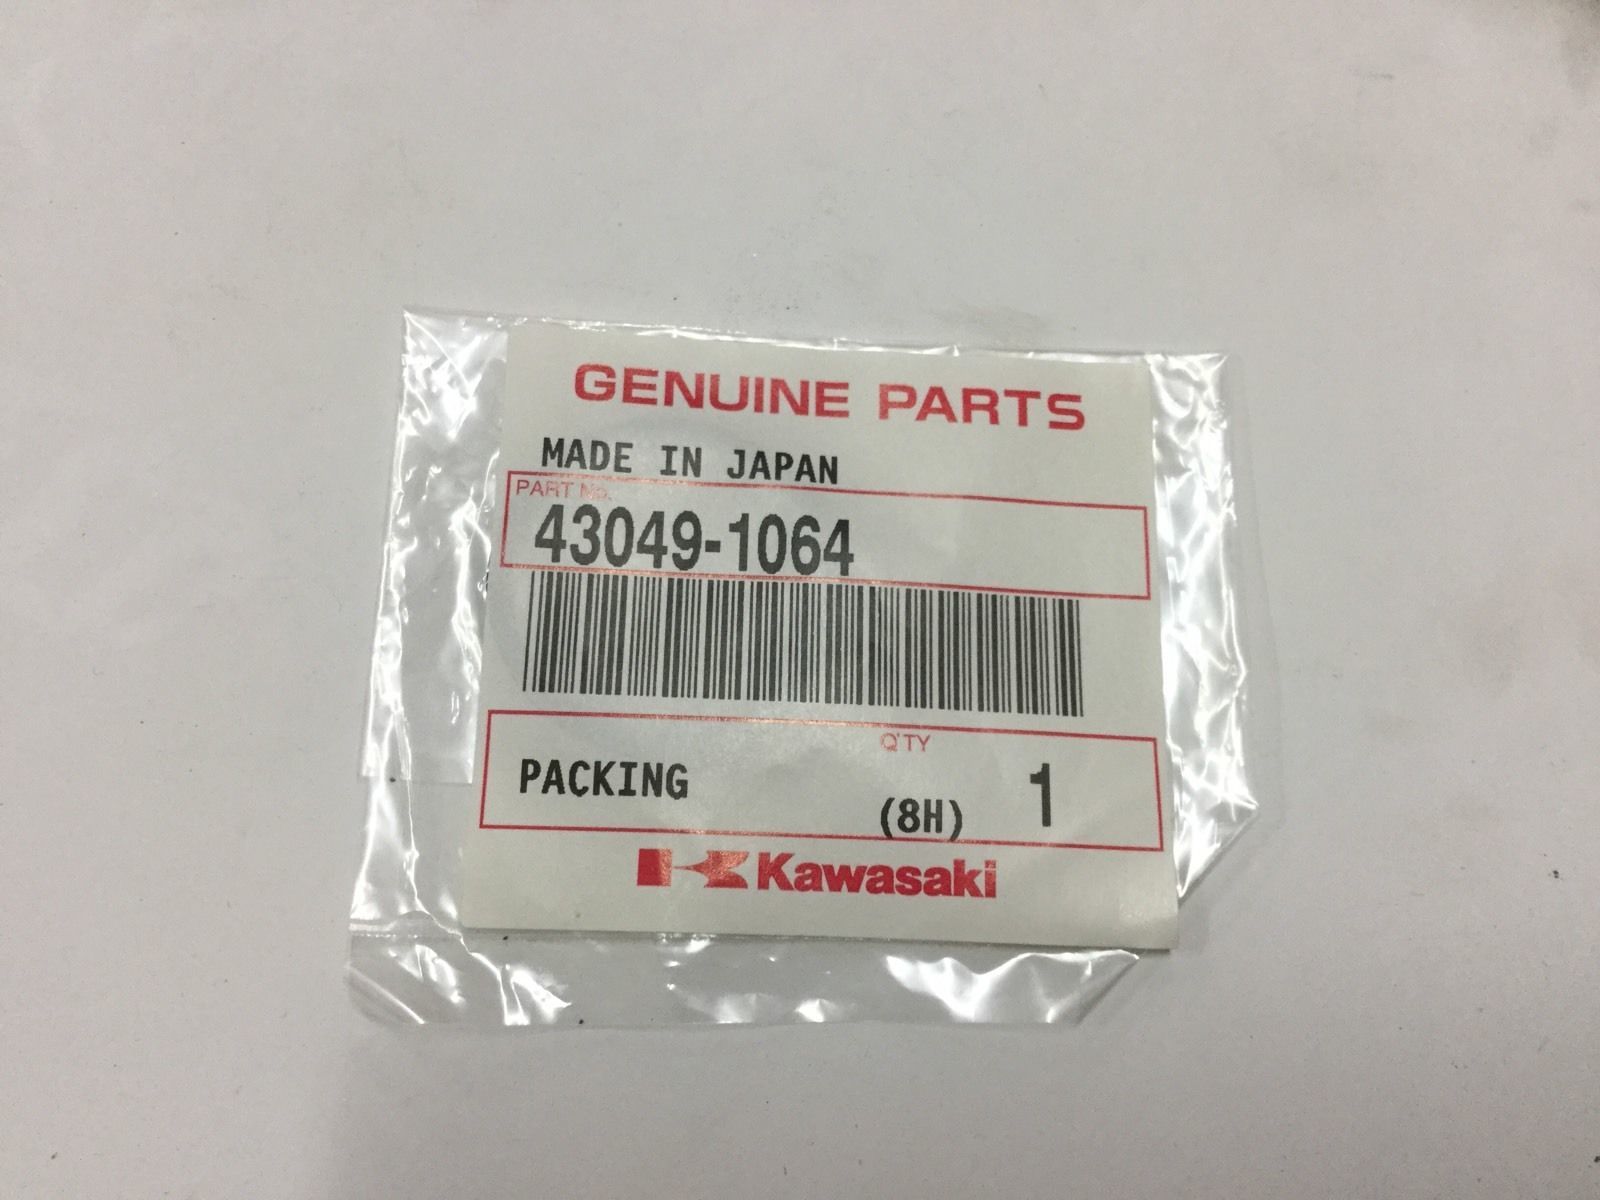 GENUINE PARTS
MADE IN JAPAN
PART No.
43049-1064
Q'TY
PACKING (8H) 1
Kawasaki